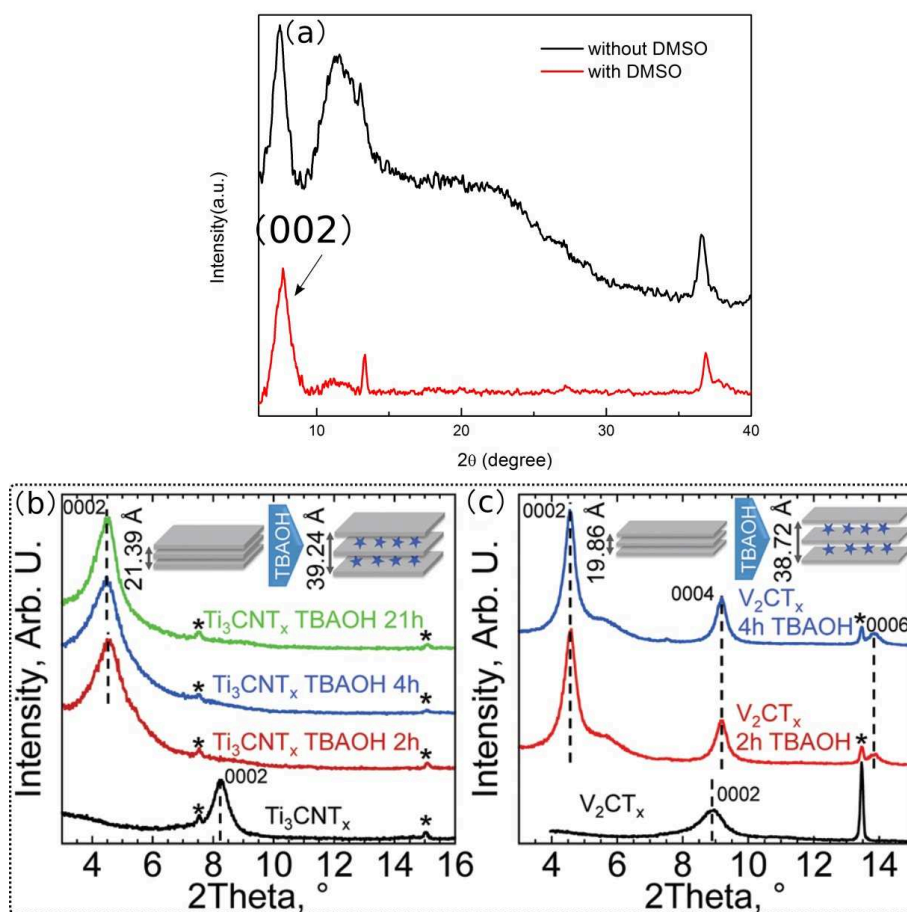 (a)
without DMSO
with DMSO
(002)
Intensity(a.u.)
10 20 30 40
2θ (degree)
(b)
0002
21.39 Å
TBAOH
39.24 Å
Ti₃CNTₓ TBAOH 21h
* *
Ti₃CNTₓ TBAOH 4h
* *
Ti₃CNTₓ TBAOH 2h
* *
0002
* *
Ti₃CNTₓ
Intensity, Arb. U.
4 6 8 10 12 14 16
2Theta, °
(c)
0002
19.86 Å
TBAOH
38.72 Å
0004
V₂CTₓ
4h TBAOH
* 0006
V₂CTₓ
2h TBAOH
*
0002
V₂CTₓ
Intensity, Arb. U.
4 6 8 10 12 14
2Theta, °